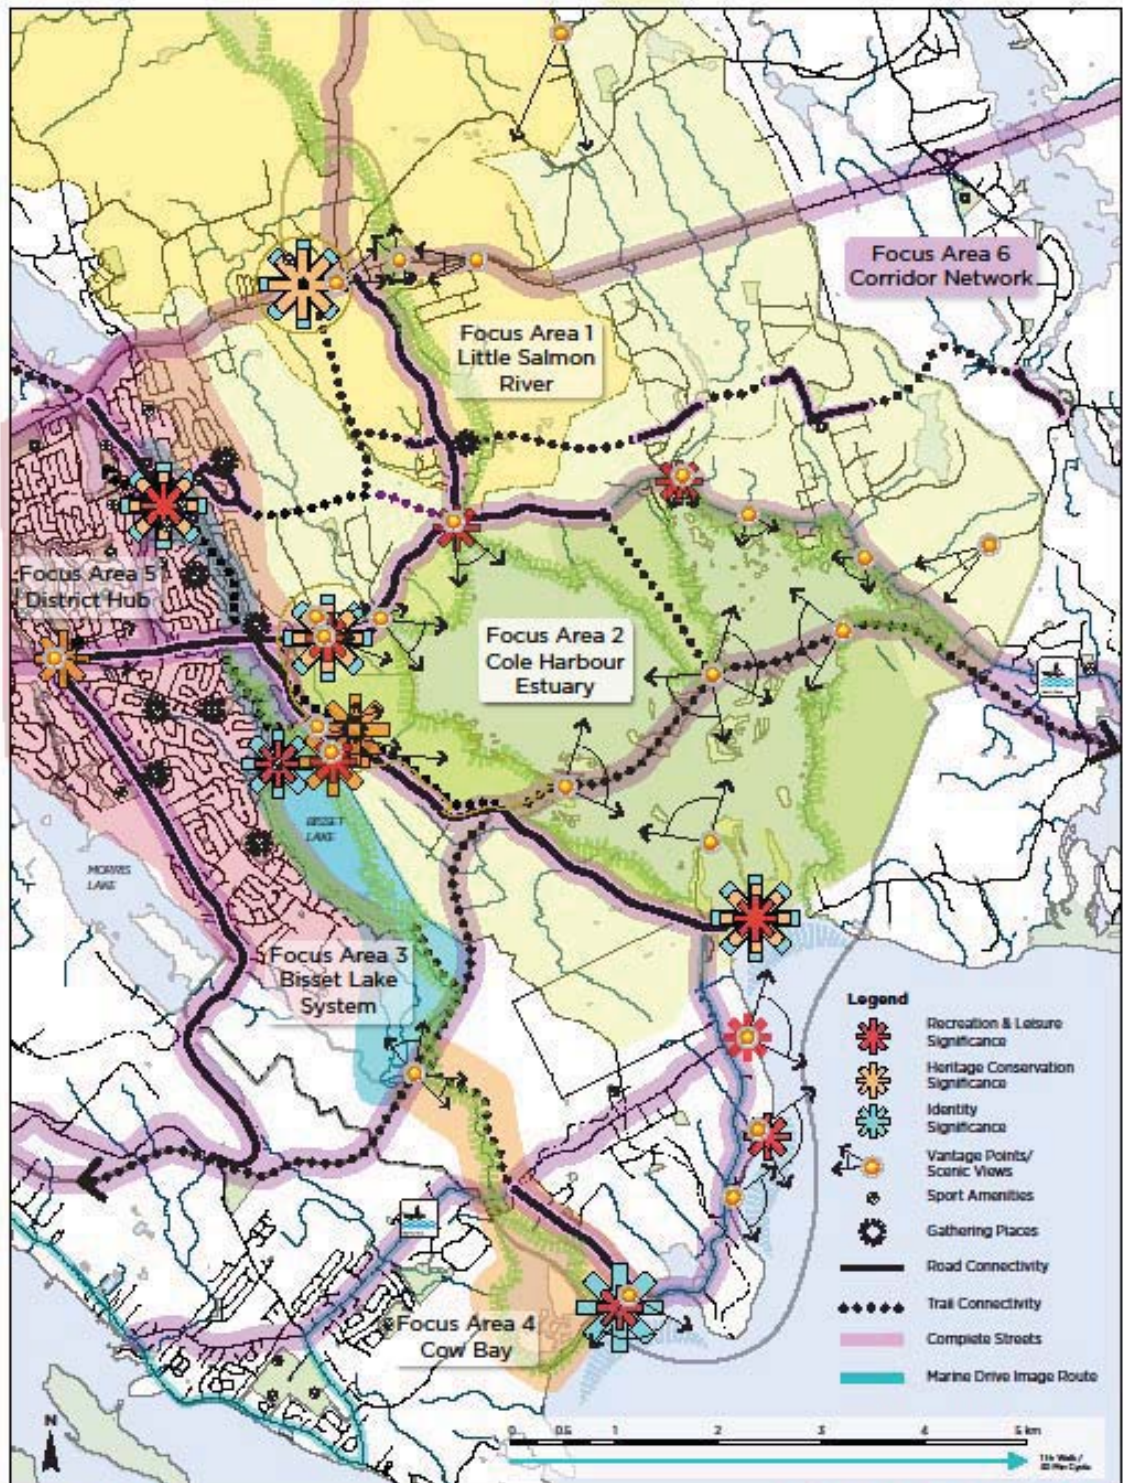 Focus Area 6
Corridor Network
Focus Area 1
Little Salmon
River
Focus Area 5
District Hub
Focus Area 2
Cole Harbour
Estuary
BISSET
LAKE
MORRIS
LAKE
Focus Area 3
Bisset Lake
System
Focus Area 4
Cow Bay
Legend
Recreation & Leisure
Significance
Heritage Conservation
Significance
Identity
Significance
Vantage Points/
Scenic Views
Sport Amenities
Gathering Places
Road Connectivity
Trail Connectivity
Complete Streets
Marine Drive Image Route
N
0 0.5 1 2 3 4 5 km